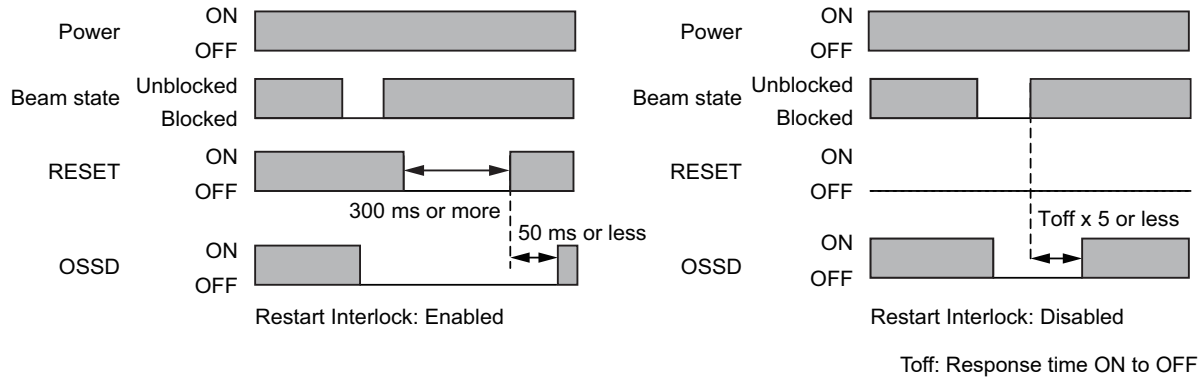 Power
ON
OFF
Beam state
Unblocked
Blocked
RESET
ON
OFF
300 ms or more
50 ms or less
OSSD
ON
OFF
Restart Interlock: Enabled
Power
ON
OFF
Beam state
Unblocked
Blocked
RESET
ON
OFF
Toff x 5 or less
OSSD
ON
OFF
Restart Interlock: Disabled
Toff: Response time ON to OFF